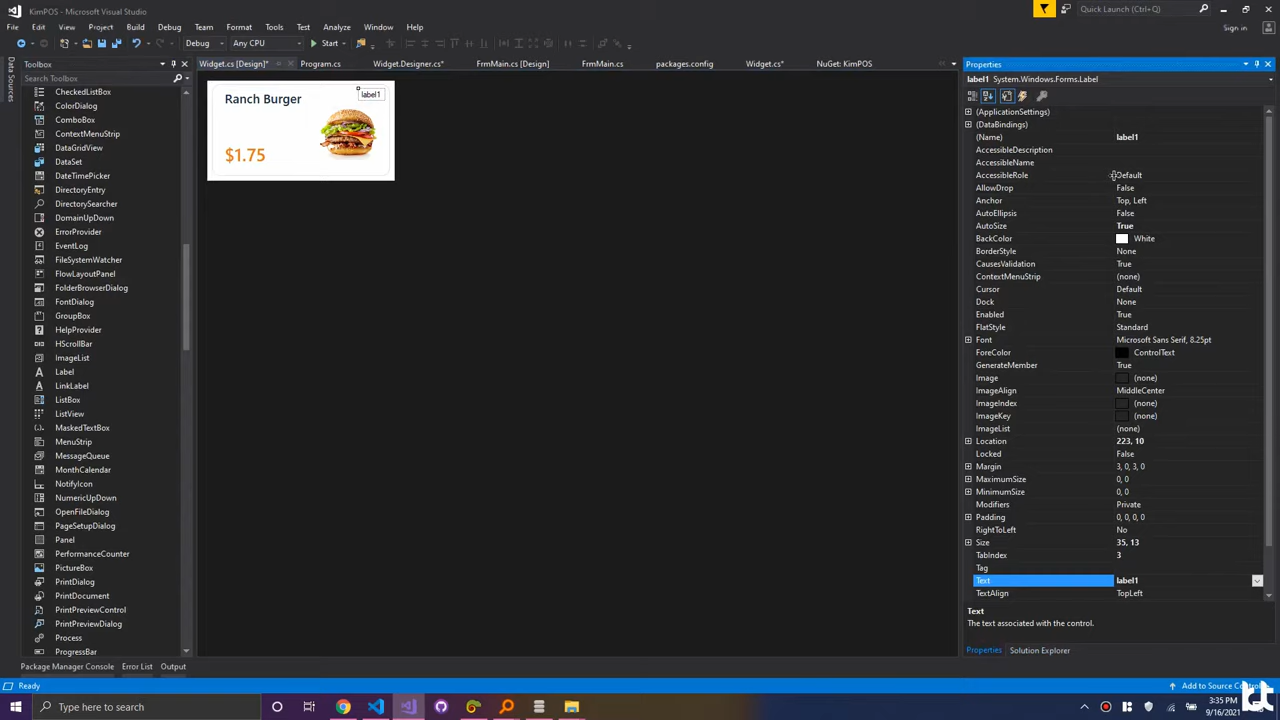 KimPOS - Microsoft Visual Studio
Quick Launch (Ctrl+Q)
File Edit View Project Build Debug Team Format Tools Test Analyze Window Help
Sign in
Debug Any CPU Start
Data Sources
Toolbox
Search Toolbox
CheckedListBox
ColorDialog
ComboBox
ContextMenuStrip
DataGridView
DataSet
DateTimePicker
DirectoryEntry
DirectorySearcher
DomainUpDown
ErrorProvider
EventLog
FileSystemWatcher
FlowLayoutPanel
FolderBrowserDialog
FontDialog
GroupBox
HelpProvider
HScrollBar
ImageList
Label
LinkLabel
ListBox
ListView
MaskedTextBox
MenuStrip
MessageQueue
MonthCalendar
NotifyIcon
NumericUpDown
OpenFileDialog
PageSetupDialog
Panel
PerformanceCounter
PictureBox
PrintDialog
PrintDocument
PrintPreviewControl
PrintPreviewDialog
Process
ProgressBar
Widget.cs [Design]* Program.cs Widget.Designer.cs* FrmMain.cs [Design] FrmMain.cs packages.config Widget.cs* NuGet: KimPOS
Ranch Burger
label1
$1.75
Properties
label1 System.Windows.Forms.Label
(ApplicationSettings)
(DataBindings)
(Name) label1
AccessibleDescription
AccessibleName
AccessibleRole Default
AllowDrop False
Anchor Top, Left
AutoEllipsis False
AutoSize True
BackColor White
BorderStyle None
CausesValidation True
ContextMenuStrip (none)
Cursor Default
Dock None
Enabled True
FlatStyle Standard
Font Microsoft Sans Serif, 8.25pt
ForeColor ControlText
GenerateMember True
Image (none)
ImageAlign MiddleCenter
ImageIndex (none)
ImageKey (none)
ImageList (none)
Location 223, 10
Locked False
Margin 3, 0, 3, 0
MaximumSize 0, 0
MinimumSize 0, 0
Modifiers Private
Padding 0, 0, 0, 0
RightToLeft No
Size 35, 13
TabIndex 3
Tag
Text label1
TextAlign TopLeft
Text
The text associated with the control.
Properties Solution Explorer
Package Manager Console Error List Output
Ready
Add to Source Contro
Type here to search
3:35 PM
9/16/2021